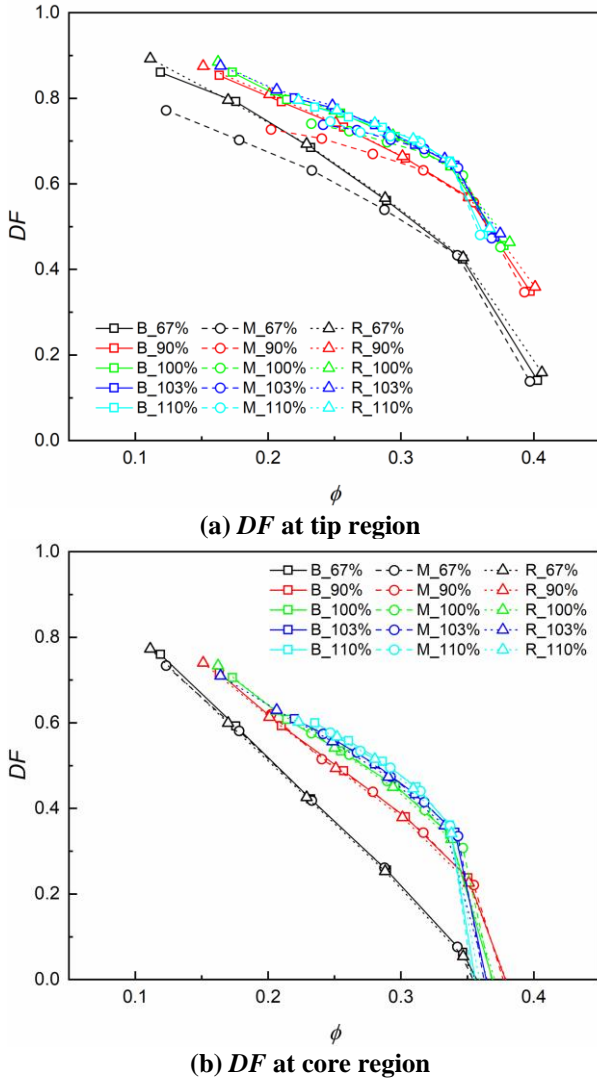 1.0
0.8
0.6
DF
0.4
0.2
0.0
B_67% M_67% R_67%
B_90% M_90% R_90%
B_100% M_100% R_100%
B_103% M_103% R_103%
B_110% M_110% R_110%
0.1 0.2 0.3 0.4
ϕ
(a) DF at tip region
1.0
0.8
0.6
DF
0.4
0.2
0.0
B_67% M_67% R_67%
B_90% M_90% R_90%
B_100% M_100% R_100%
B_103% M_103% R_103%
B_110% M_110% R_110%
0.1 0.2 0.3 0.4
ϕ
(b) DF at core region